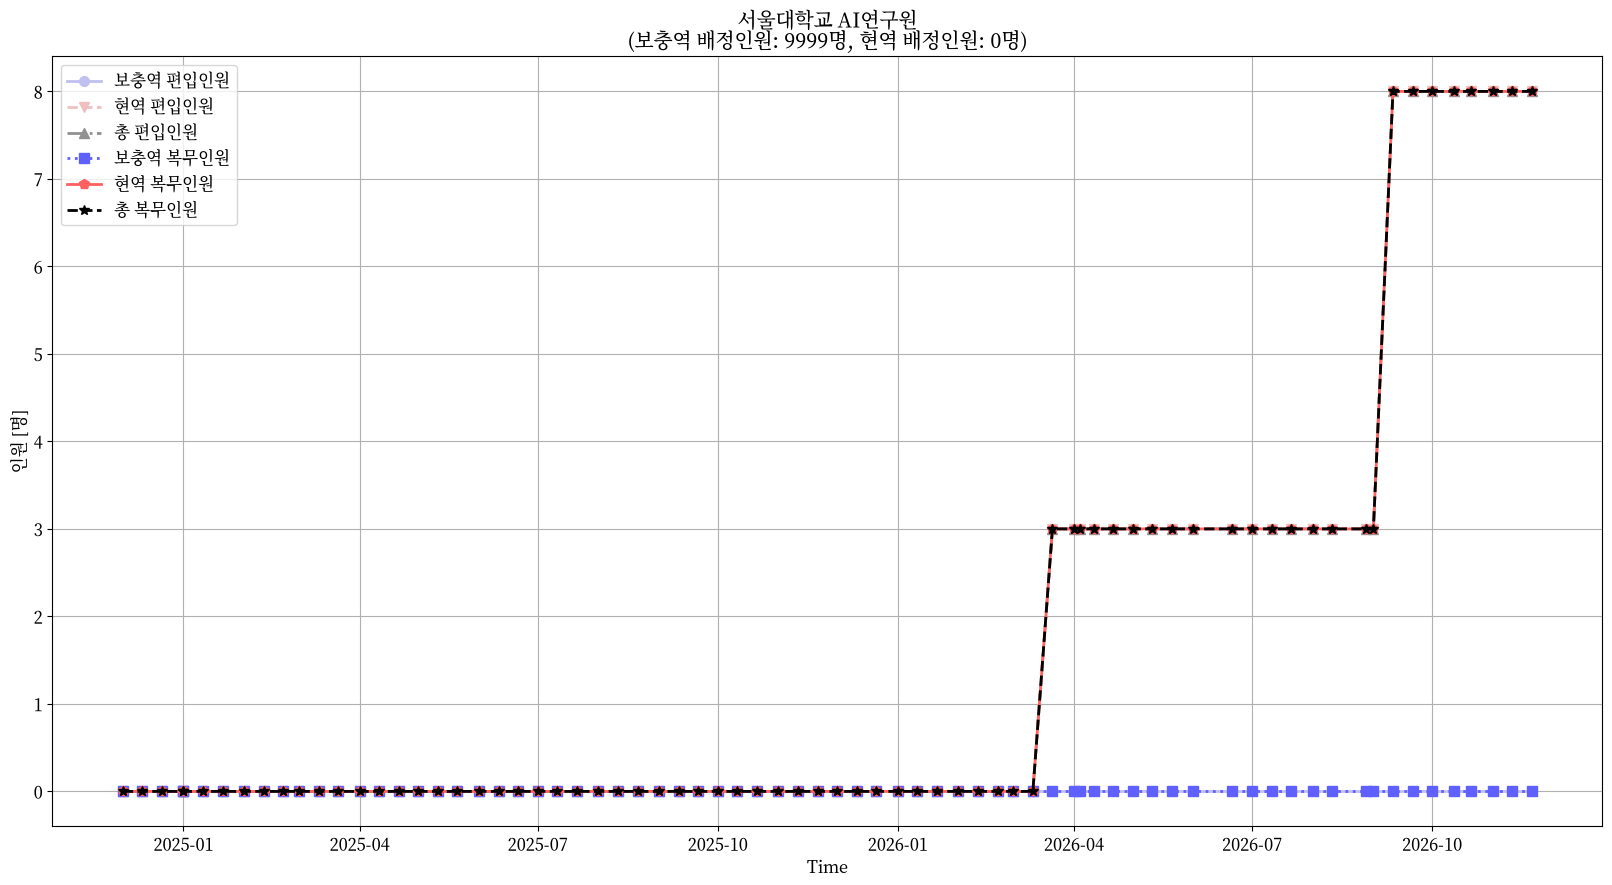 서울대학교 AI연구원
(보충역 배정인원: 9999명, 현역 배정인원: 0명)
보충역 편입인원
현역 편입인원
총 편입인원
보충역 복무인원
현역 복무인원
총 복무인원
인원 [명]
8
7
6
5
4
3
2
1
0
2025-01
2025-04
2025-07
2025-10
2026-01
2026-04
2026-07
2026-10
Time